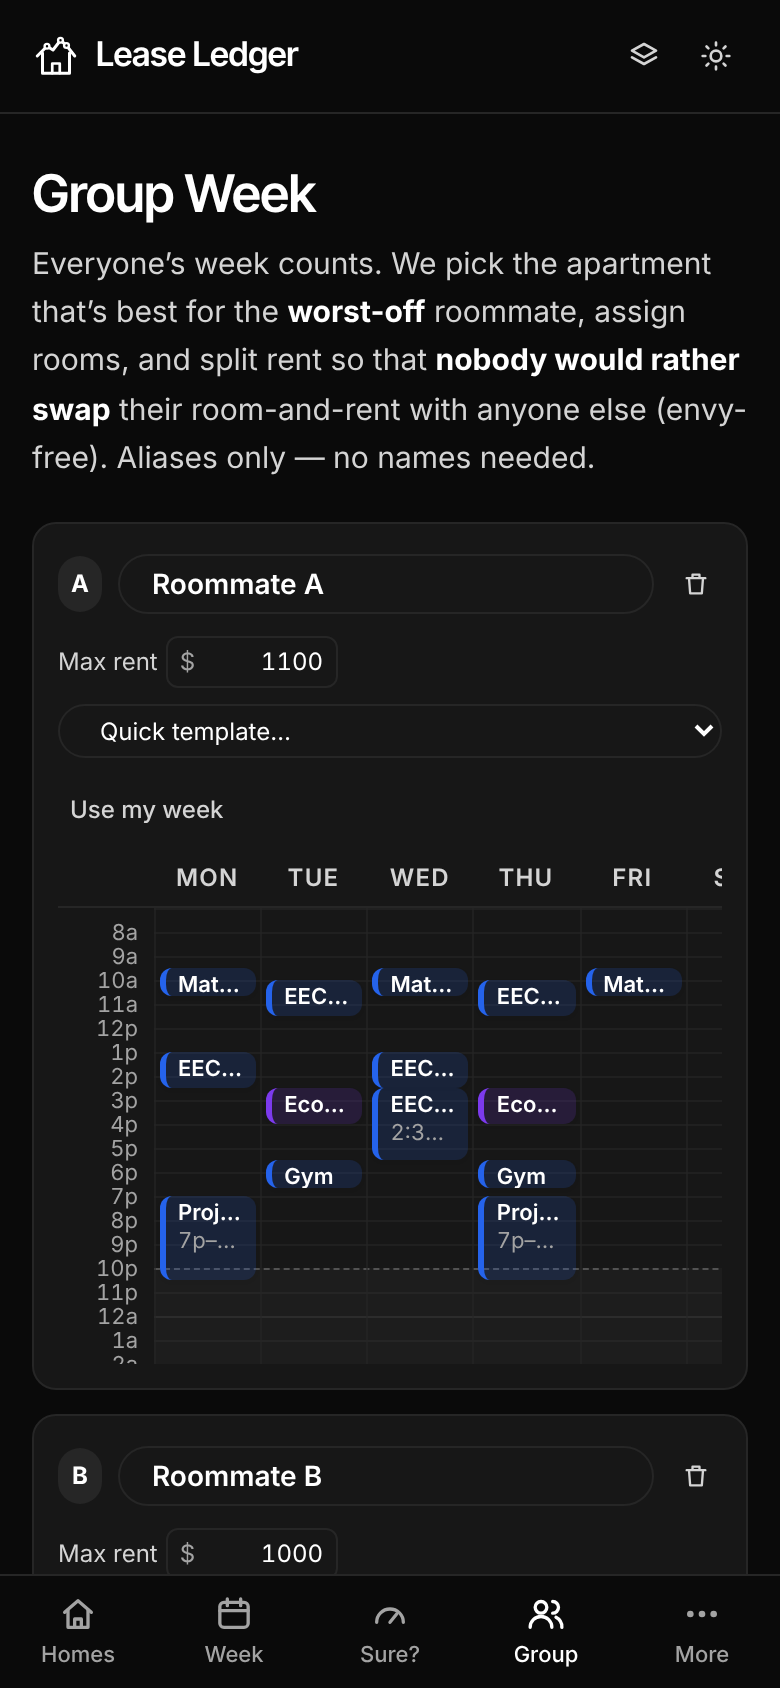 Lease Ledger
Group Week
Everyone’s week counts. We pick the apartment
that’s best for the worst-off roommate, assign
rooms, and split rent so that nobody would rather
swap their room-and-rent with anyone else (envy-
free). Aliases only — no names needed.
A
Roommate A
Max rent $ 1100
Quick template...
Use my week
MON TUE WED THU FRI S
8a
9a
10a
11a
12p
1p
2p
3p
4p
5p
6p
7p
8p
9p
10p
11p
12a
1a
2a
Mat... EEC... Mat... EEC... Mat...
EEC... EEC...
Eco... EEC... Eco...
2:3...
Gym Gym
Proj... Proj...
7p–... 7p–...
B
Roommate B
Max rent $ 1000
Homes Week Sure? Group More